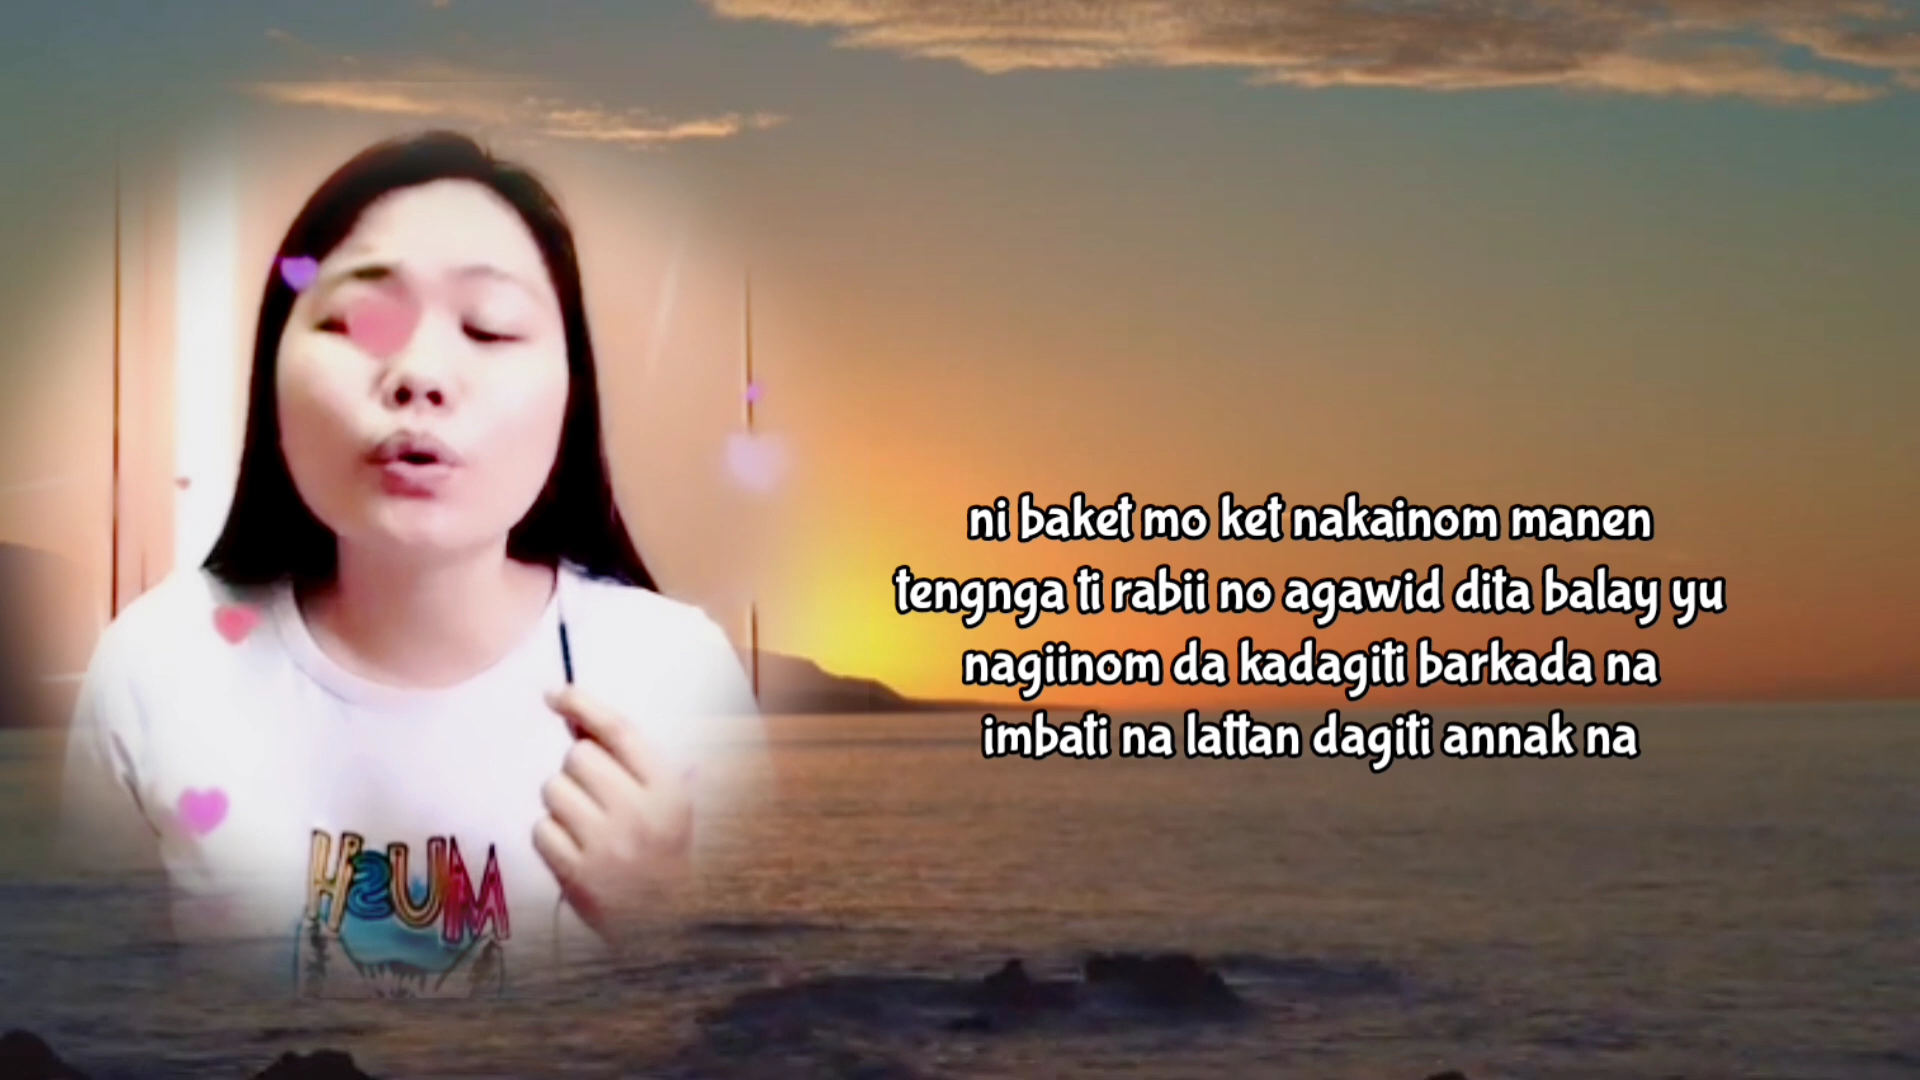 ni baket mo ket nakainom manen
tengnga ti rabii no agawid dita balay yu
nagiinom da kadagiti barkada na
imbati na lattan dagiti annak na
HSUM